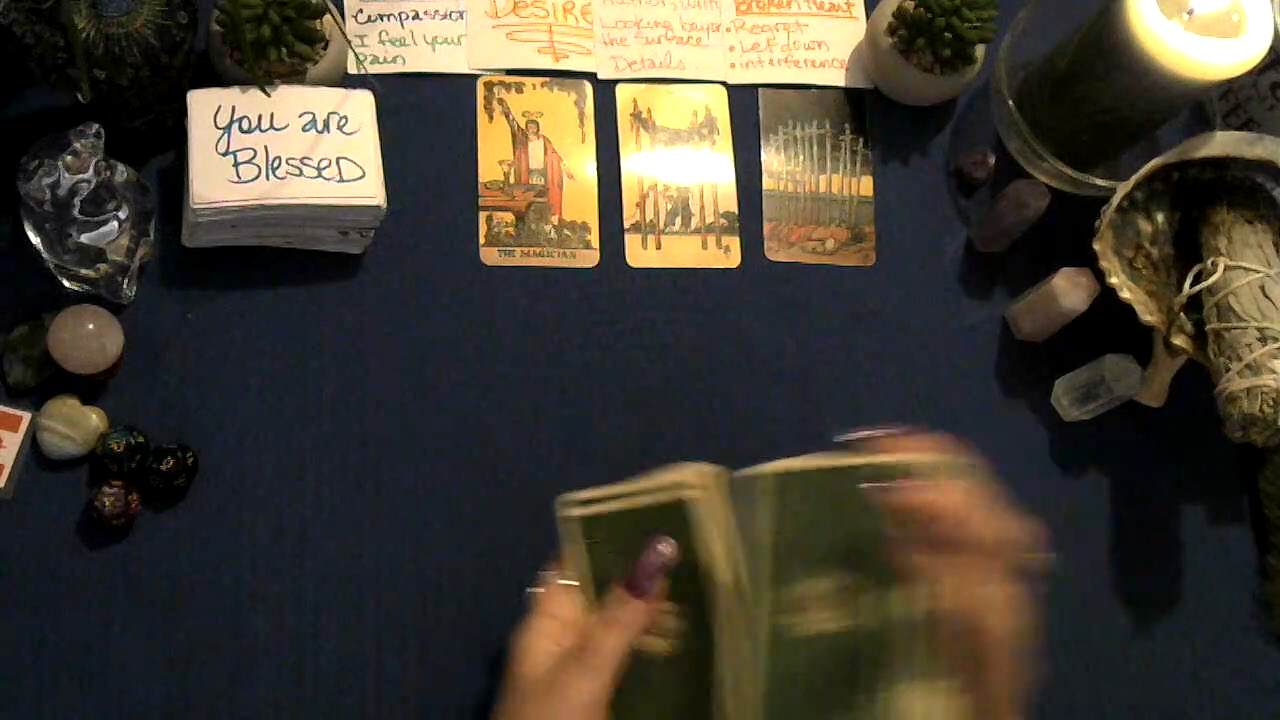 Compassion
I feel your
Pain
DESIRE
looking beyon
the surface
Details
Broken Heart
• Regret
• Let down
• interference
You are
Blessed
THE MAGICIAN